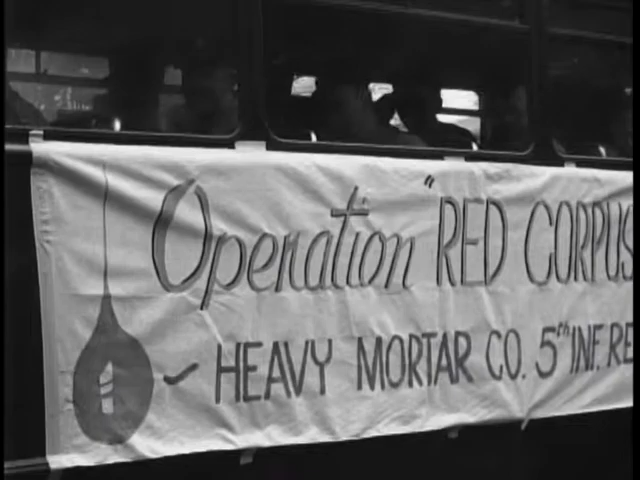 Operation "RED CORPUS
- HEAVY MORTAR CO. 5th INF. RE